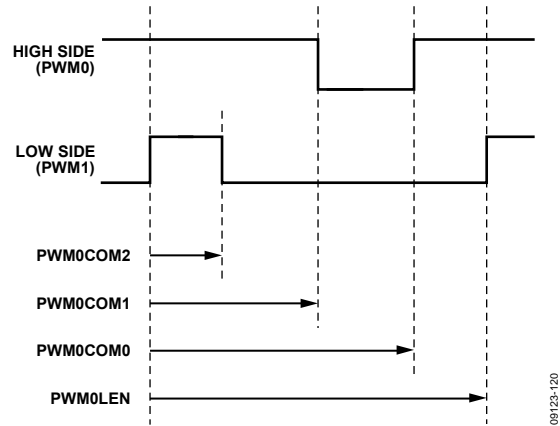 HIGH SIDE
(PWM0)
LOW SIDE
(PWM1)
PWM0COM2
PWM0COM1
PWM0COM0
PWM0LEN
09123-120